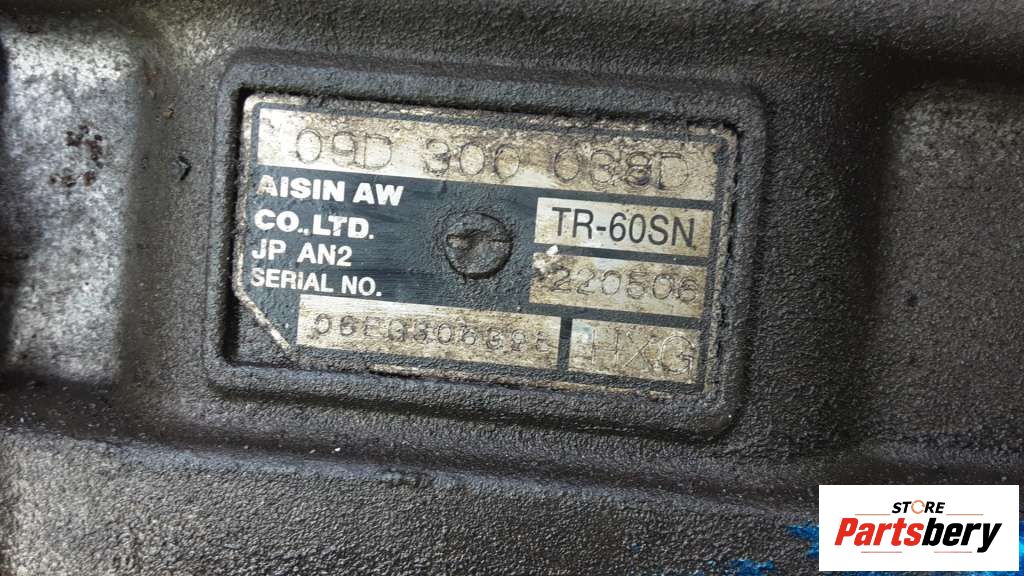 09D 300 038D
AISIN AW
CO.,LTD.
JP AN2
SERIAL NO.
TR-60SN
220506
HXG
STORE
Partsbery